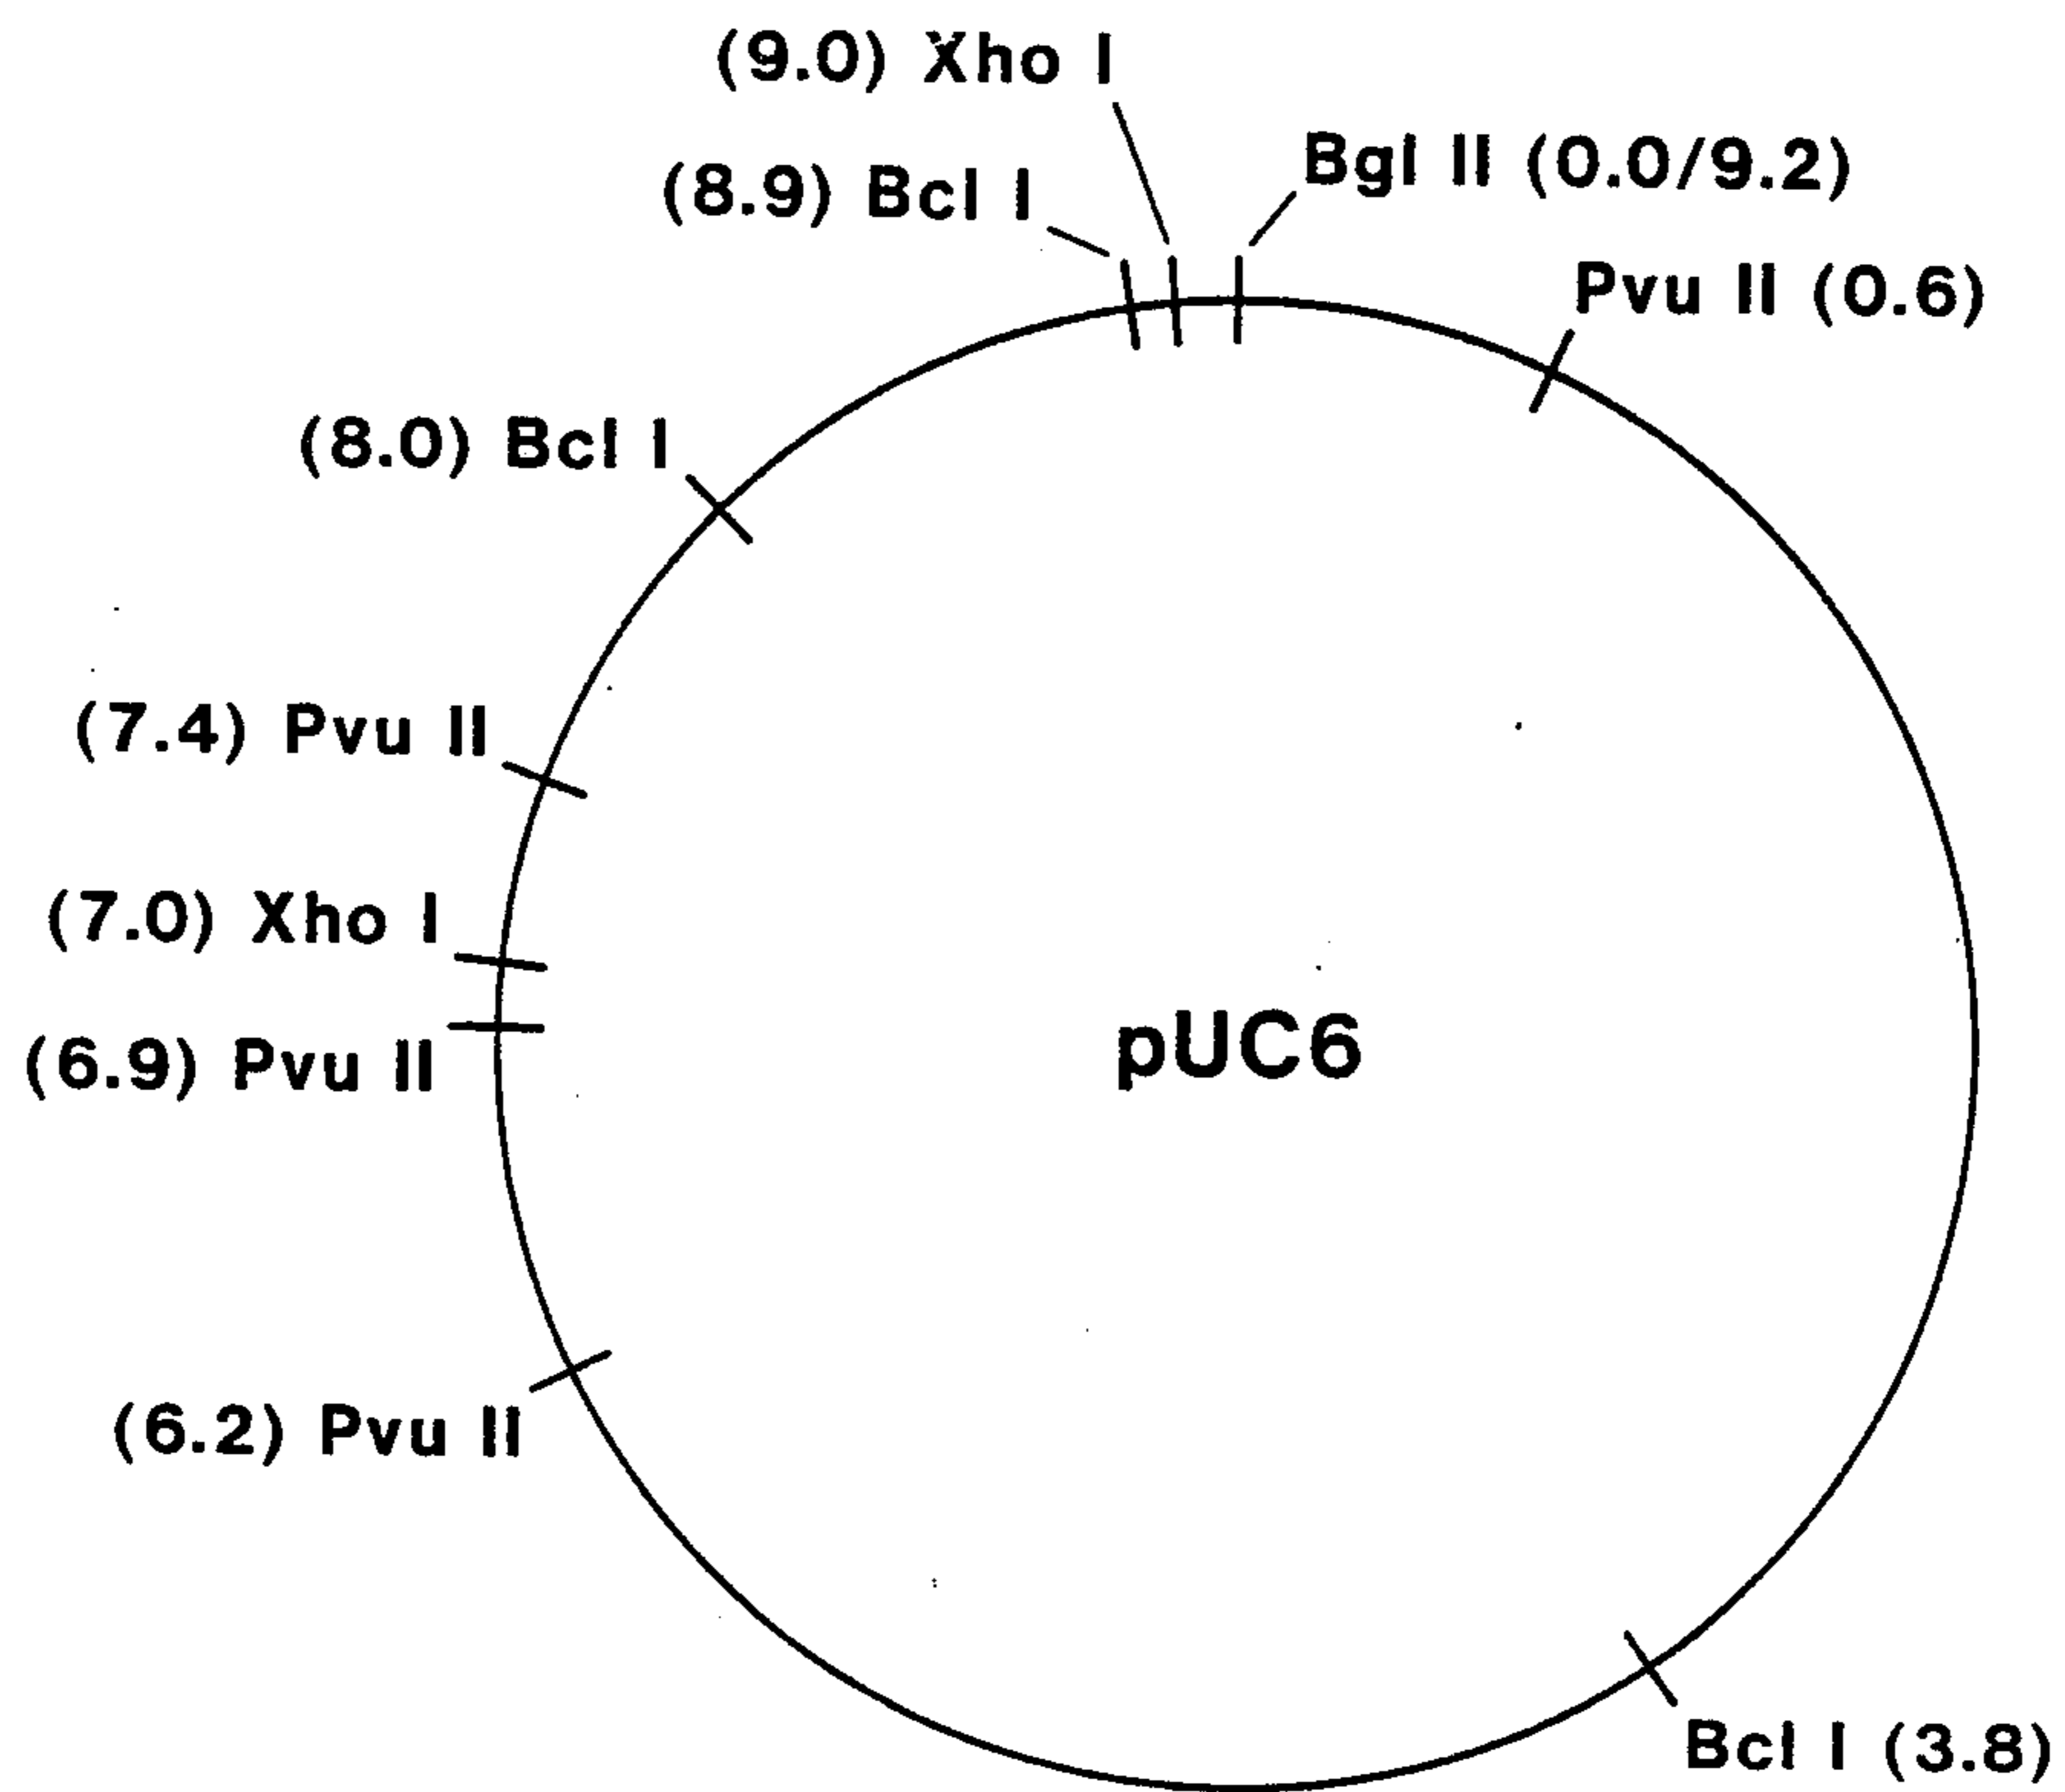 (9.0) Xho I
Bgl II (0.0/9.2)
(8.9) Bcl I
Pvu II (0.6)
(8.0) Bcl I
(7.4) Pvu II
(7.0) Xho I
pUC6
(6.9) Pvu II
(6.2) Pvu II
Bcl I (3.8)